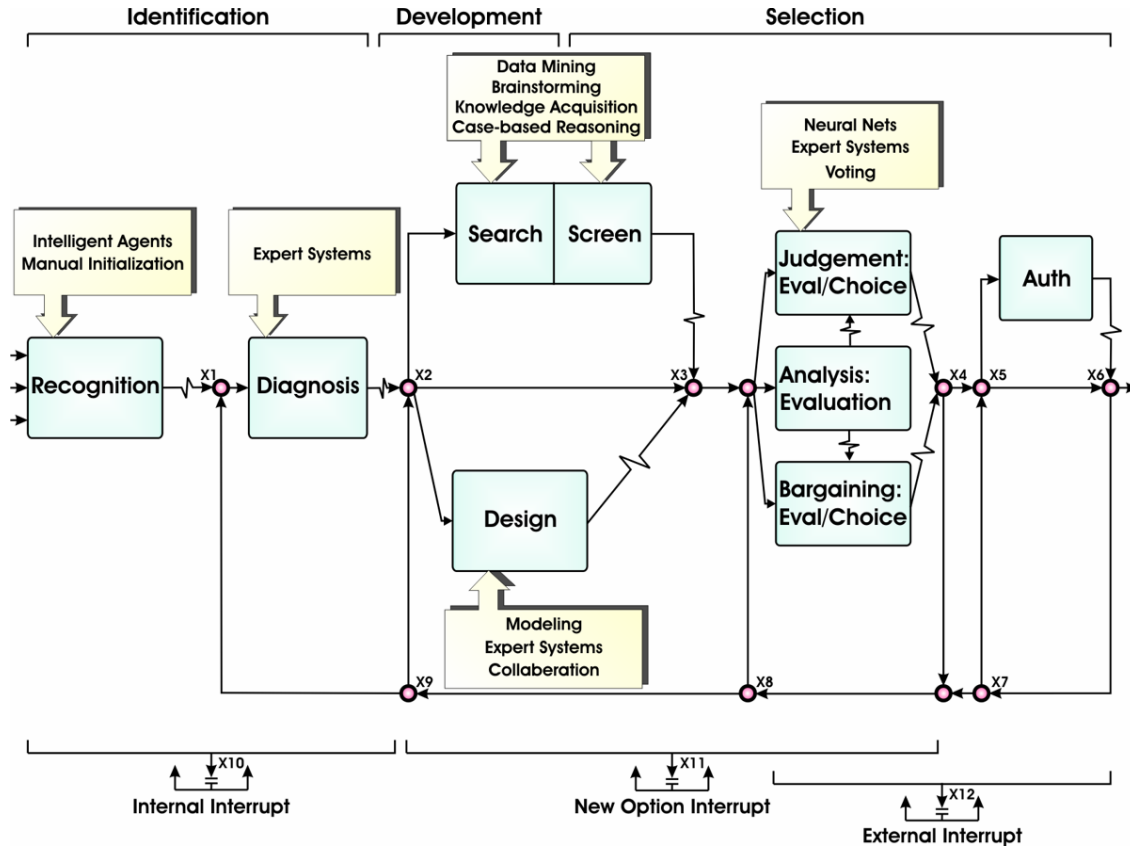 Identification
Development
Selection
Data Mining
Brainstorming
Knowledge Acquisition
Case-based Reasoning
Neural Nets
Expert Systems
Voting
Intelligent Agents
Manual Initialization
Expert Systems
Search
Screen
Judgement:
Eval/Choice
Auth
Recognition
X1
Diagnosis
X2
X3
Analysis:
Evaluation
X4
X5
X6
Design
Bargaining:
Eval/Choice
Modeling
Expert Systems
Collaberation
X9
X8
X7
X10
Internal Interrupt
X11
New Option Interrupt
X12
External Interrupt